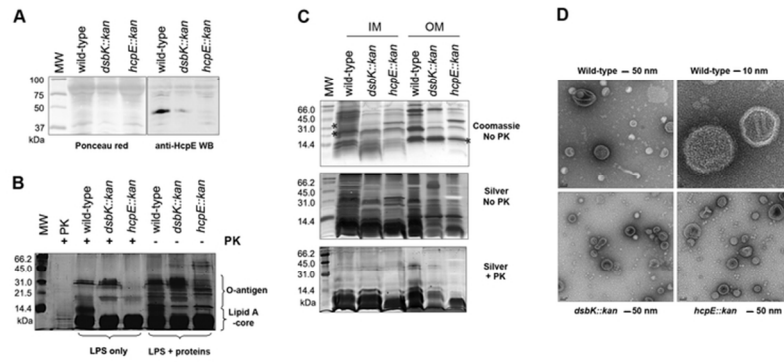 A
MW
wild-type
dsbK::kan
hcpE::kan
wild-type
dsbK::kan
hcpE::kan
100
75
50
37
kDa
Ponceau red
anti-HcpE WB
B
MW
PK
wild-type
dsbK::kan
hcpE::kan
wild-type
dsbK::kan
hcpE::kan
+ + + + - - - PK
66.2
45.0
31.0
21.5
14.4
kDa
O-antigen
Lipid A
-core
LPS only
LPS + proteins
C
IM
OM
MW
wild-type
dsbK::kan
hcpE::kan
wild-type
dsbK::kan
hcpE::kan
66.0
45.0
31.0
14.4
*
*
*
Coomassie
No PK
66.2
45.0
31.0
14.4
Silver
No PK
66.2
45.0
31.0
14.4
kDa
Silver
+ PK
D
Wild-type — 50 nm
Wild-type — 10 nm
dsbK::kan — 50 nm
hcpE::kan — 50 nm